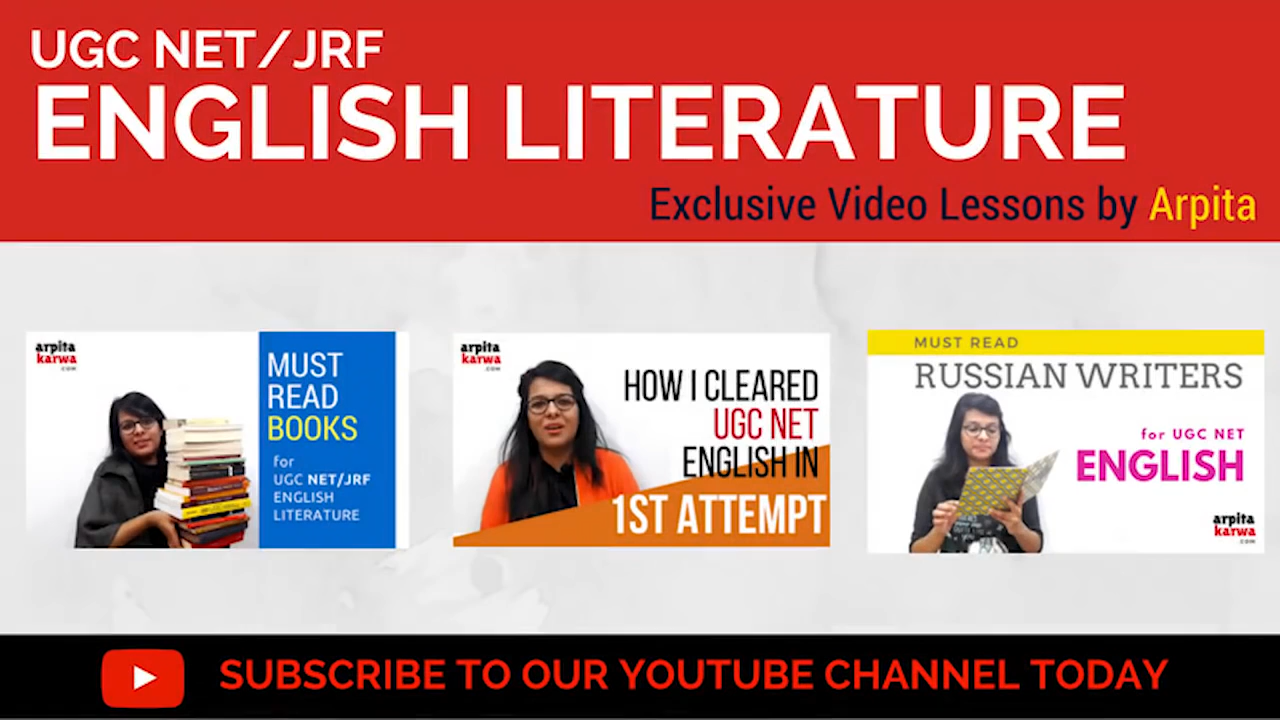 UGC NET/JRF
ENGLISH LITERATURE
Exclusive Video Lessons by Arpita
arpita
karwa
.COM
MUST
READ
BOOKS
for
UGC NET/JRF
ENGLISH
LITERATURE
arpita
karwa
.COM
HOW I CLEARED
UGC NET
ENGLISH IN
1ST ATTEMPT
MUST READ
RUSSIAN WRITERS
for UGC NET
ENGLISH
arpita
karwa
.COM
SUBSCRIBE TO OUR YOUTUBE CHANNEL TODAY